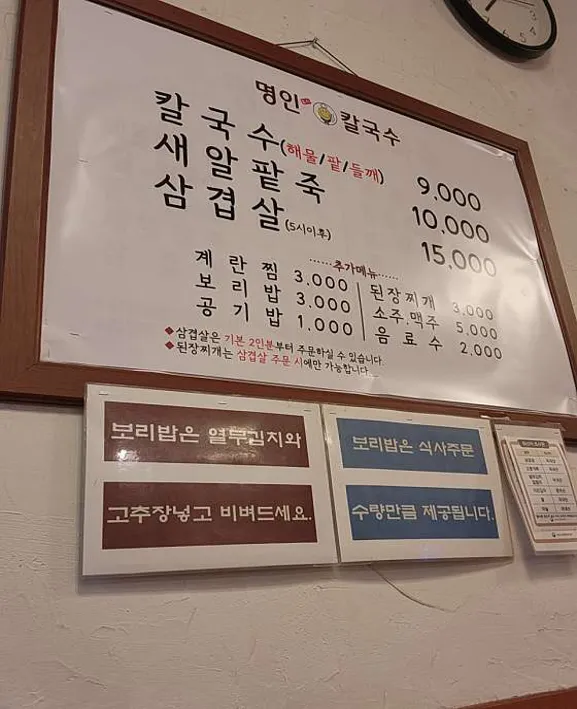 명인 칼국수
칼국수(해물/팥/들깨) 9,000
새알팥죽 10,000
삼겹살(5시이후) 15,000
······추가메뉴······
계란찜 3.000
보리밥 3.000
공기밥 1.000
된장찌개 3.000
소주.맥주 5.000
음료수 2.000
◆삼겹살은 기본 2인분부터 주문하실 수 있습니다.
◆된장찌개는 삼겹살 주문 시에만 가능합니다.
보리밥은 열무김치와
고추장넣고 비벼드세요.
보리밥은 식사주문
수량만큼 제공됩니다.